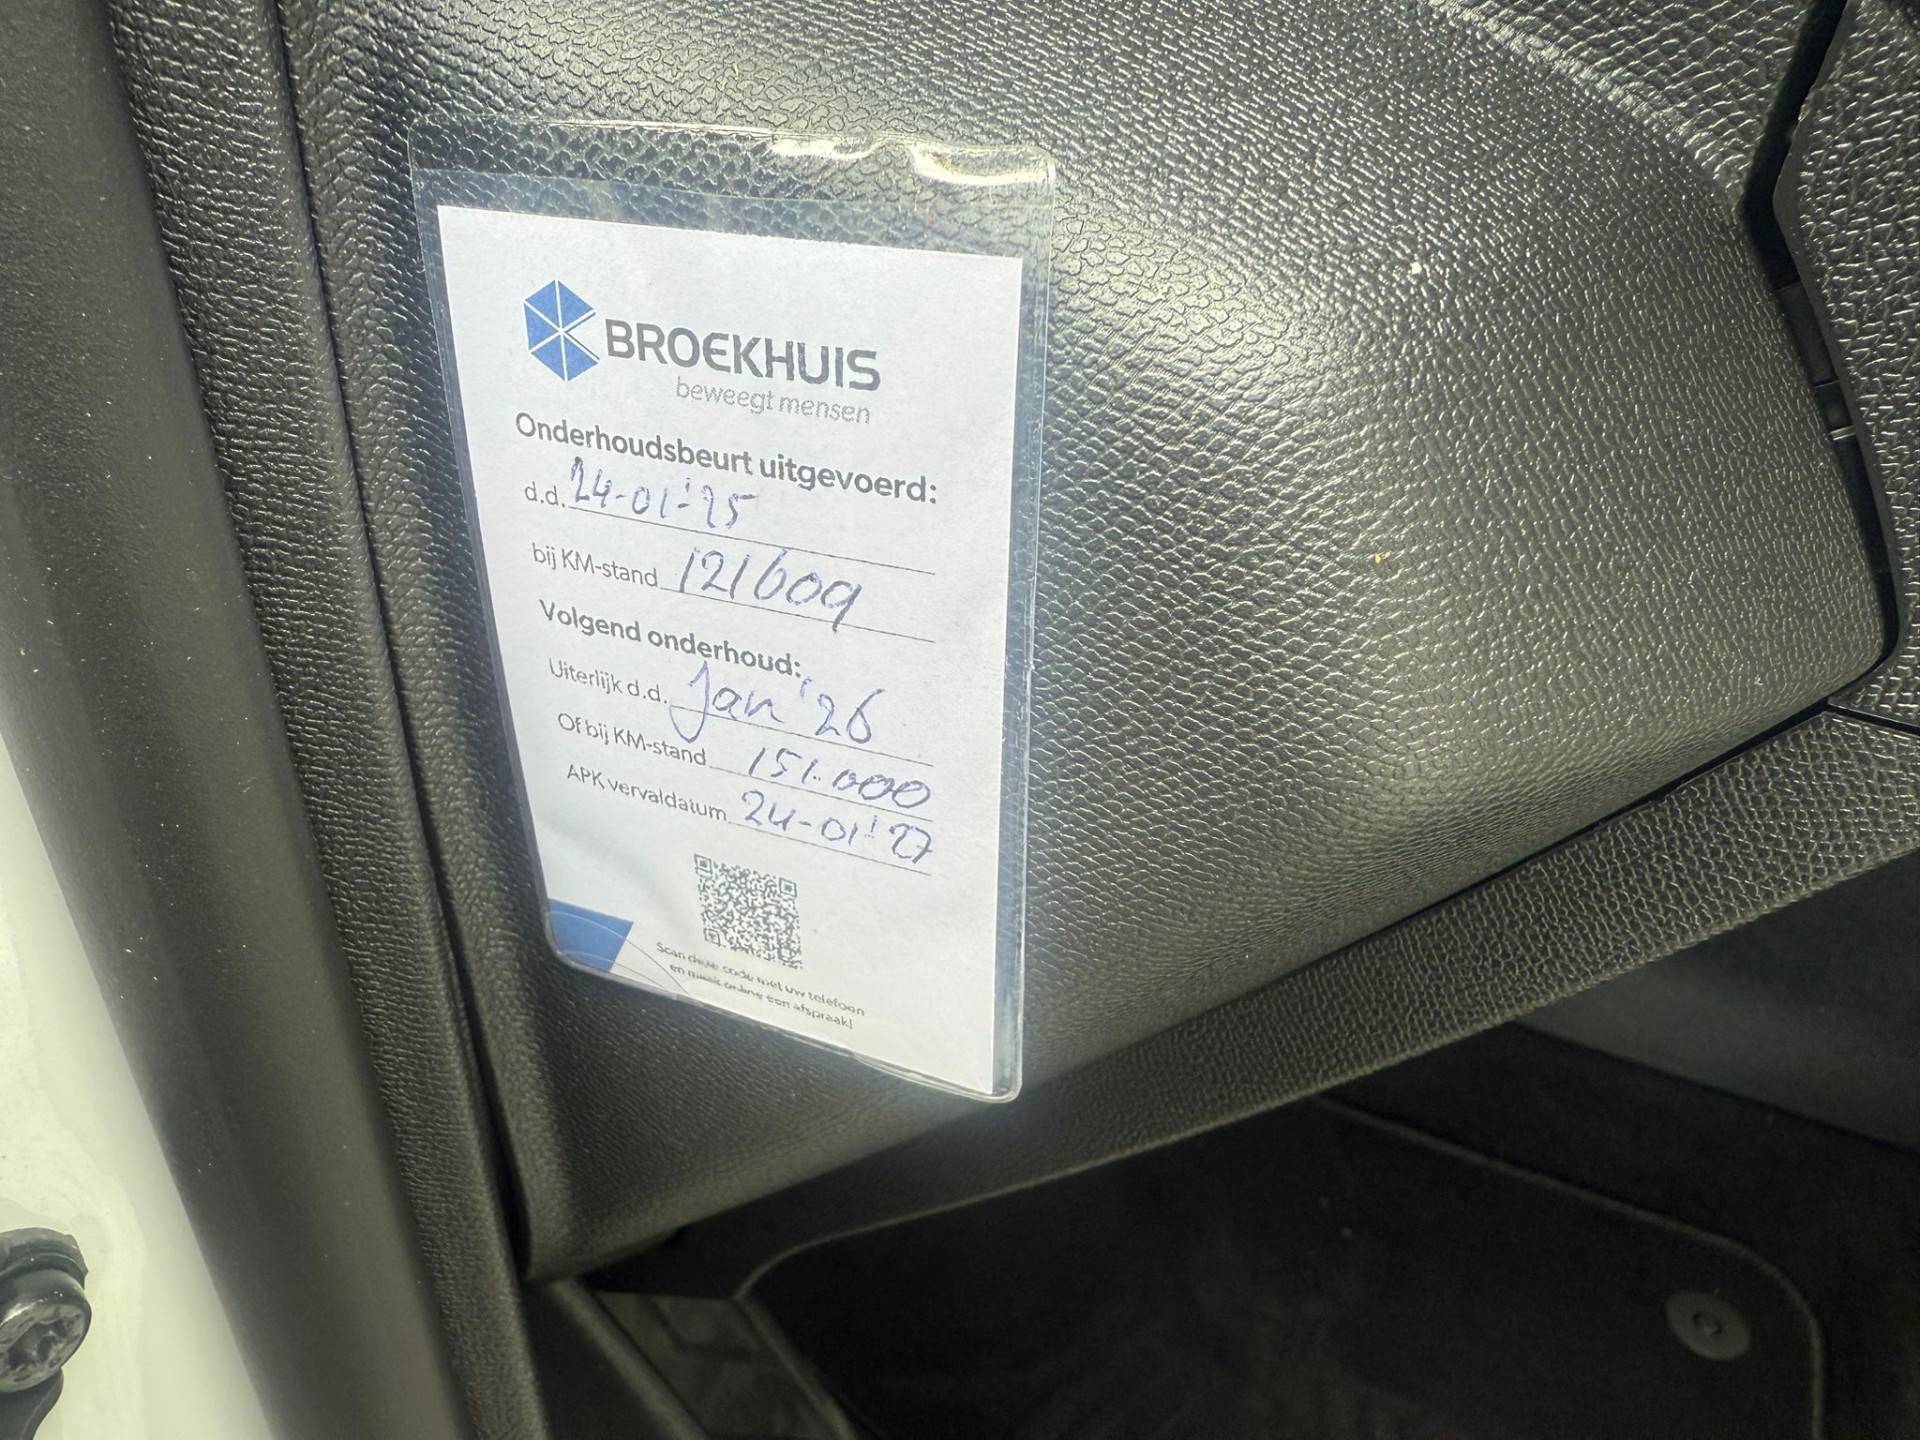 BROEKHUIS
beweegt mensen
Onderhoudsbeurt uitgevoerd:
d.d. 24-01-'25
bij KM-stand 121609
Volgend onderhoud:
Uiterlijk d.d. Jan '26
Of bij KM-stand 151.000
APK vervaldatum 24-01-'27
Scan deze code met uw telefoon
en maak online een afspraak!